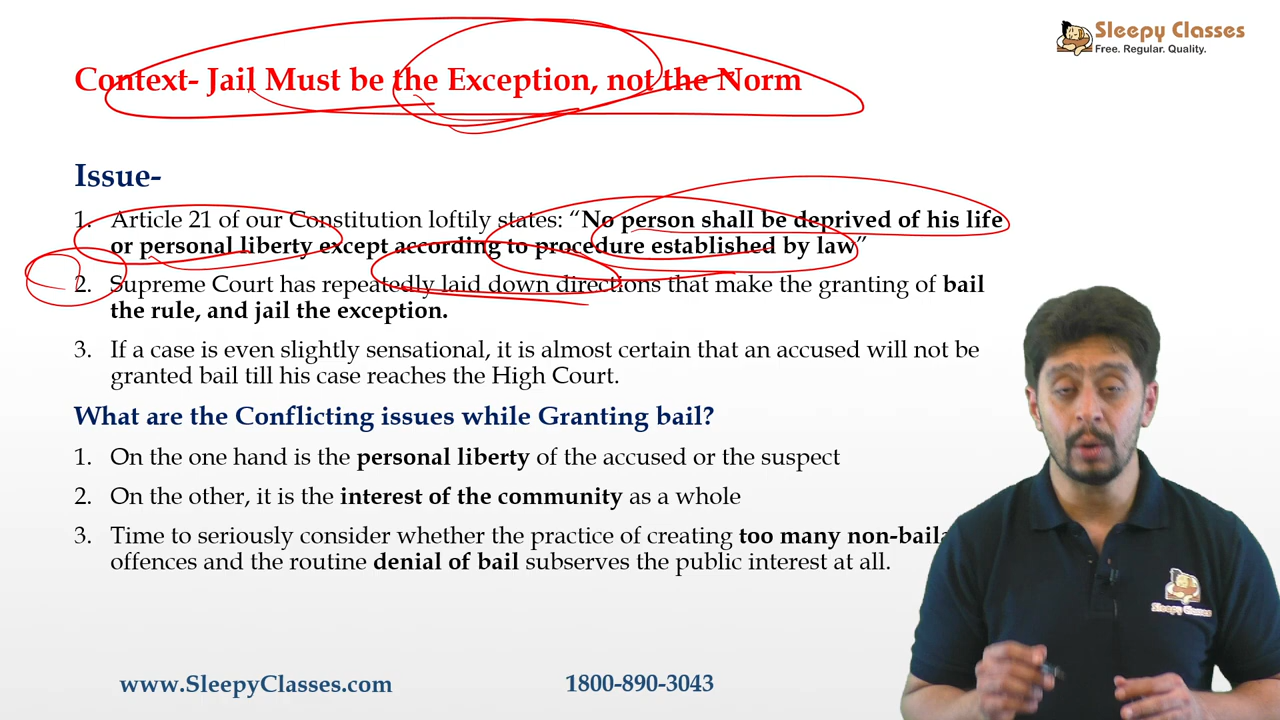 Sleepy Classes
Free. Regular. Quality.
Context- Jail Must be the Exception, not the Norm
Issue-
1. Article 21 of our Constitution loftily states: “No person shall be deprived of his life
or personal liberty except according to procedure established by law”
2. Supreme Court has repeatedly laid down directions that make the granting of bail
the rule, and jail the exception.
3. If a case is even slightly sensational, it is almost certain that an accused will not be
granted bail till his case reaches the High Court.
What are the Conflicting issues while Granting bail?
1. On the one hand is the personal liberty of the accused or the suspect
2. On the other, it is the interest of the community as a whole
3. Time to seriously consider whether the practice of creating too many
offences and the routine denial of bail subserves the public interest at all.
Sleepy Classes
www.SleepyClasses.com
1800-890-3043